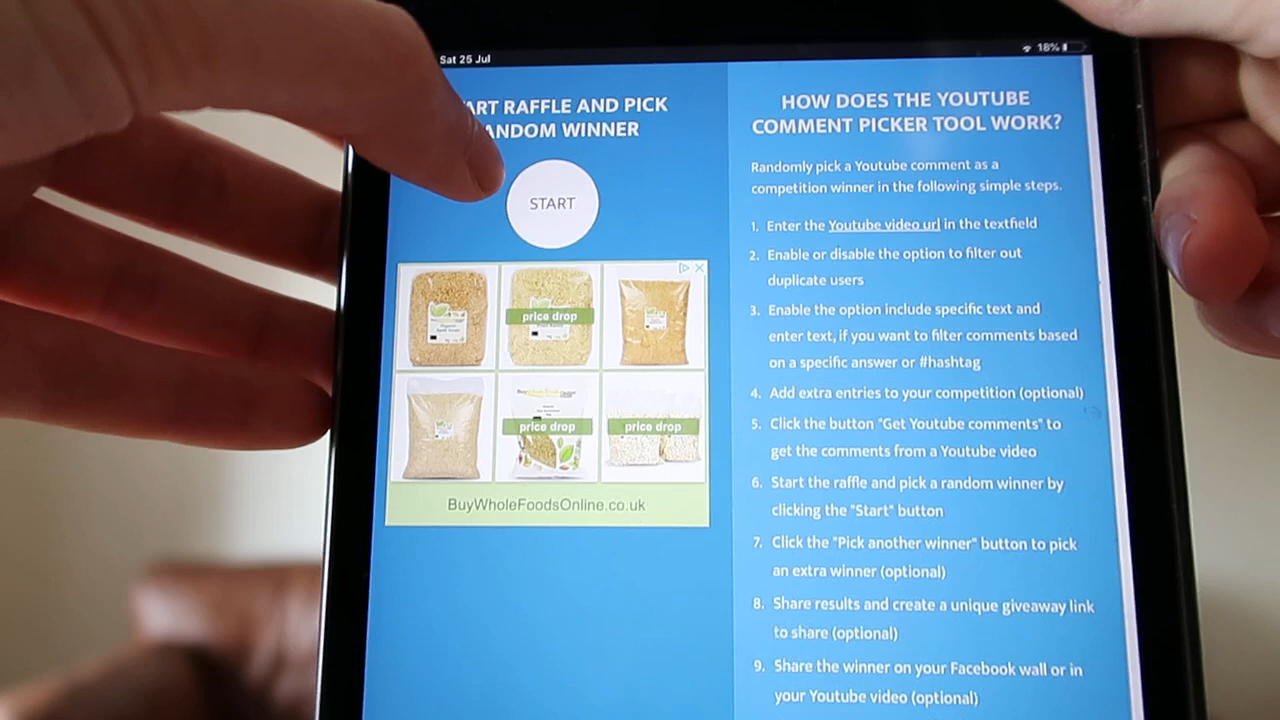 Sat 25 Jul
18%
ART RAFFLE AND PICK
ANDOM WINNER
START
price drop
price drop
price drop
BuyWholeFoodsOnline.co.uk
HOW DOES THE YOUTUBE
COMMENT PICKER TOOL WORK?
Randomly pick a Youtube comment as a
competition winner in the following simple steps.
1. Enter the Youtube video url in the textfield
2. Enable or disable the option to filter out
duplicate users
3. Enable the option include specific text and
enter text, if you want to filter comments based
on a specific answer or #hashtag
4. Add extra entries to your competition (optional)
5. Click the button "Get Youtube comments" to
get the comments from a Youtube video
6. Start the raffle and pick a random winner by
clicking the "Start" button
7. Click the "Pick another winner" button to pick
an extra winner (optional)
8. Share results and create a unique giveaway link
to share (optional)
9. Share the winner on your Facebook wall or in
your Youtube video (optional)